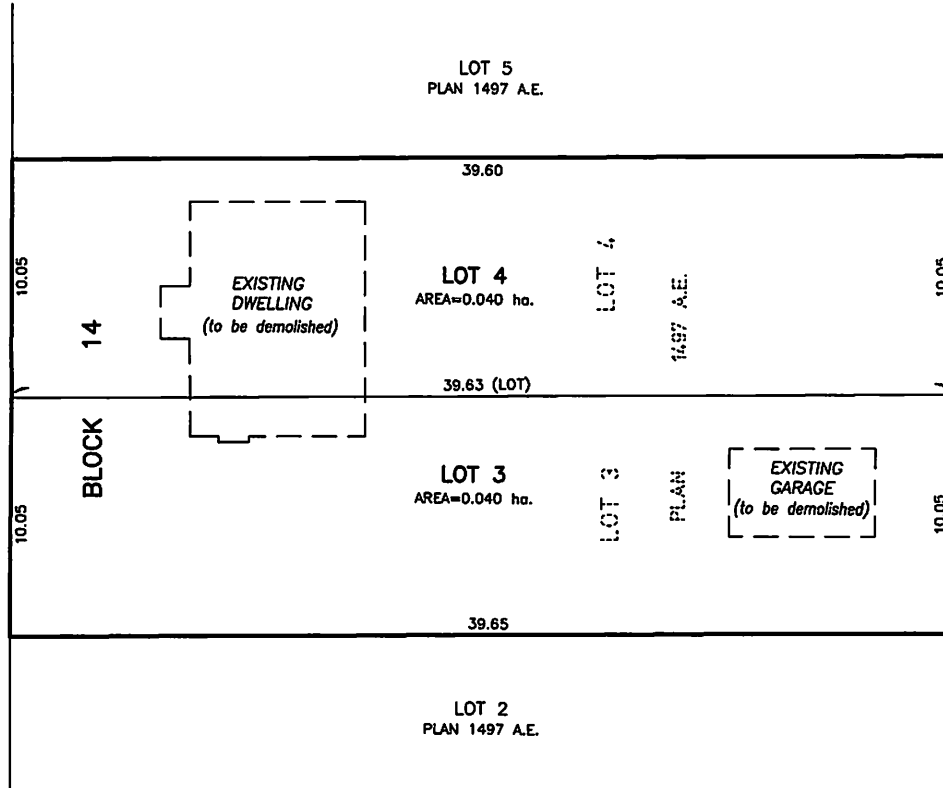 LOT 5
PLAN 1497 A.E.
39.60
10.05
EXISTING
DWELLING
(to be demolished)
LOT 4
AREA=0.040 ha.
LOT 4
1497 A.E.
10.05
BLOCK 14
39.63 (LOT)
10.05
LOT 3
AREA=0.040 ha.
LOT 3
PLAN
EXISTING
GARAGE
(to be demolished)
10.05
39.65
LOT 2
PLAN 1497 A.E.